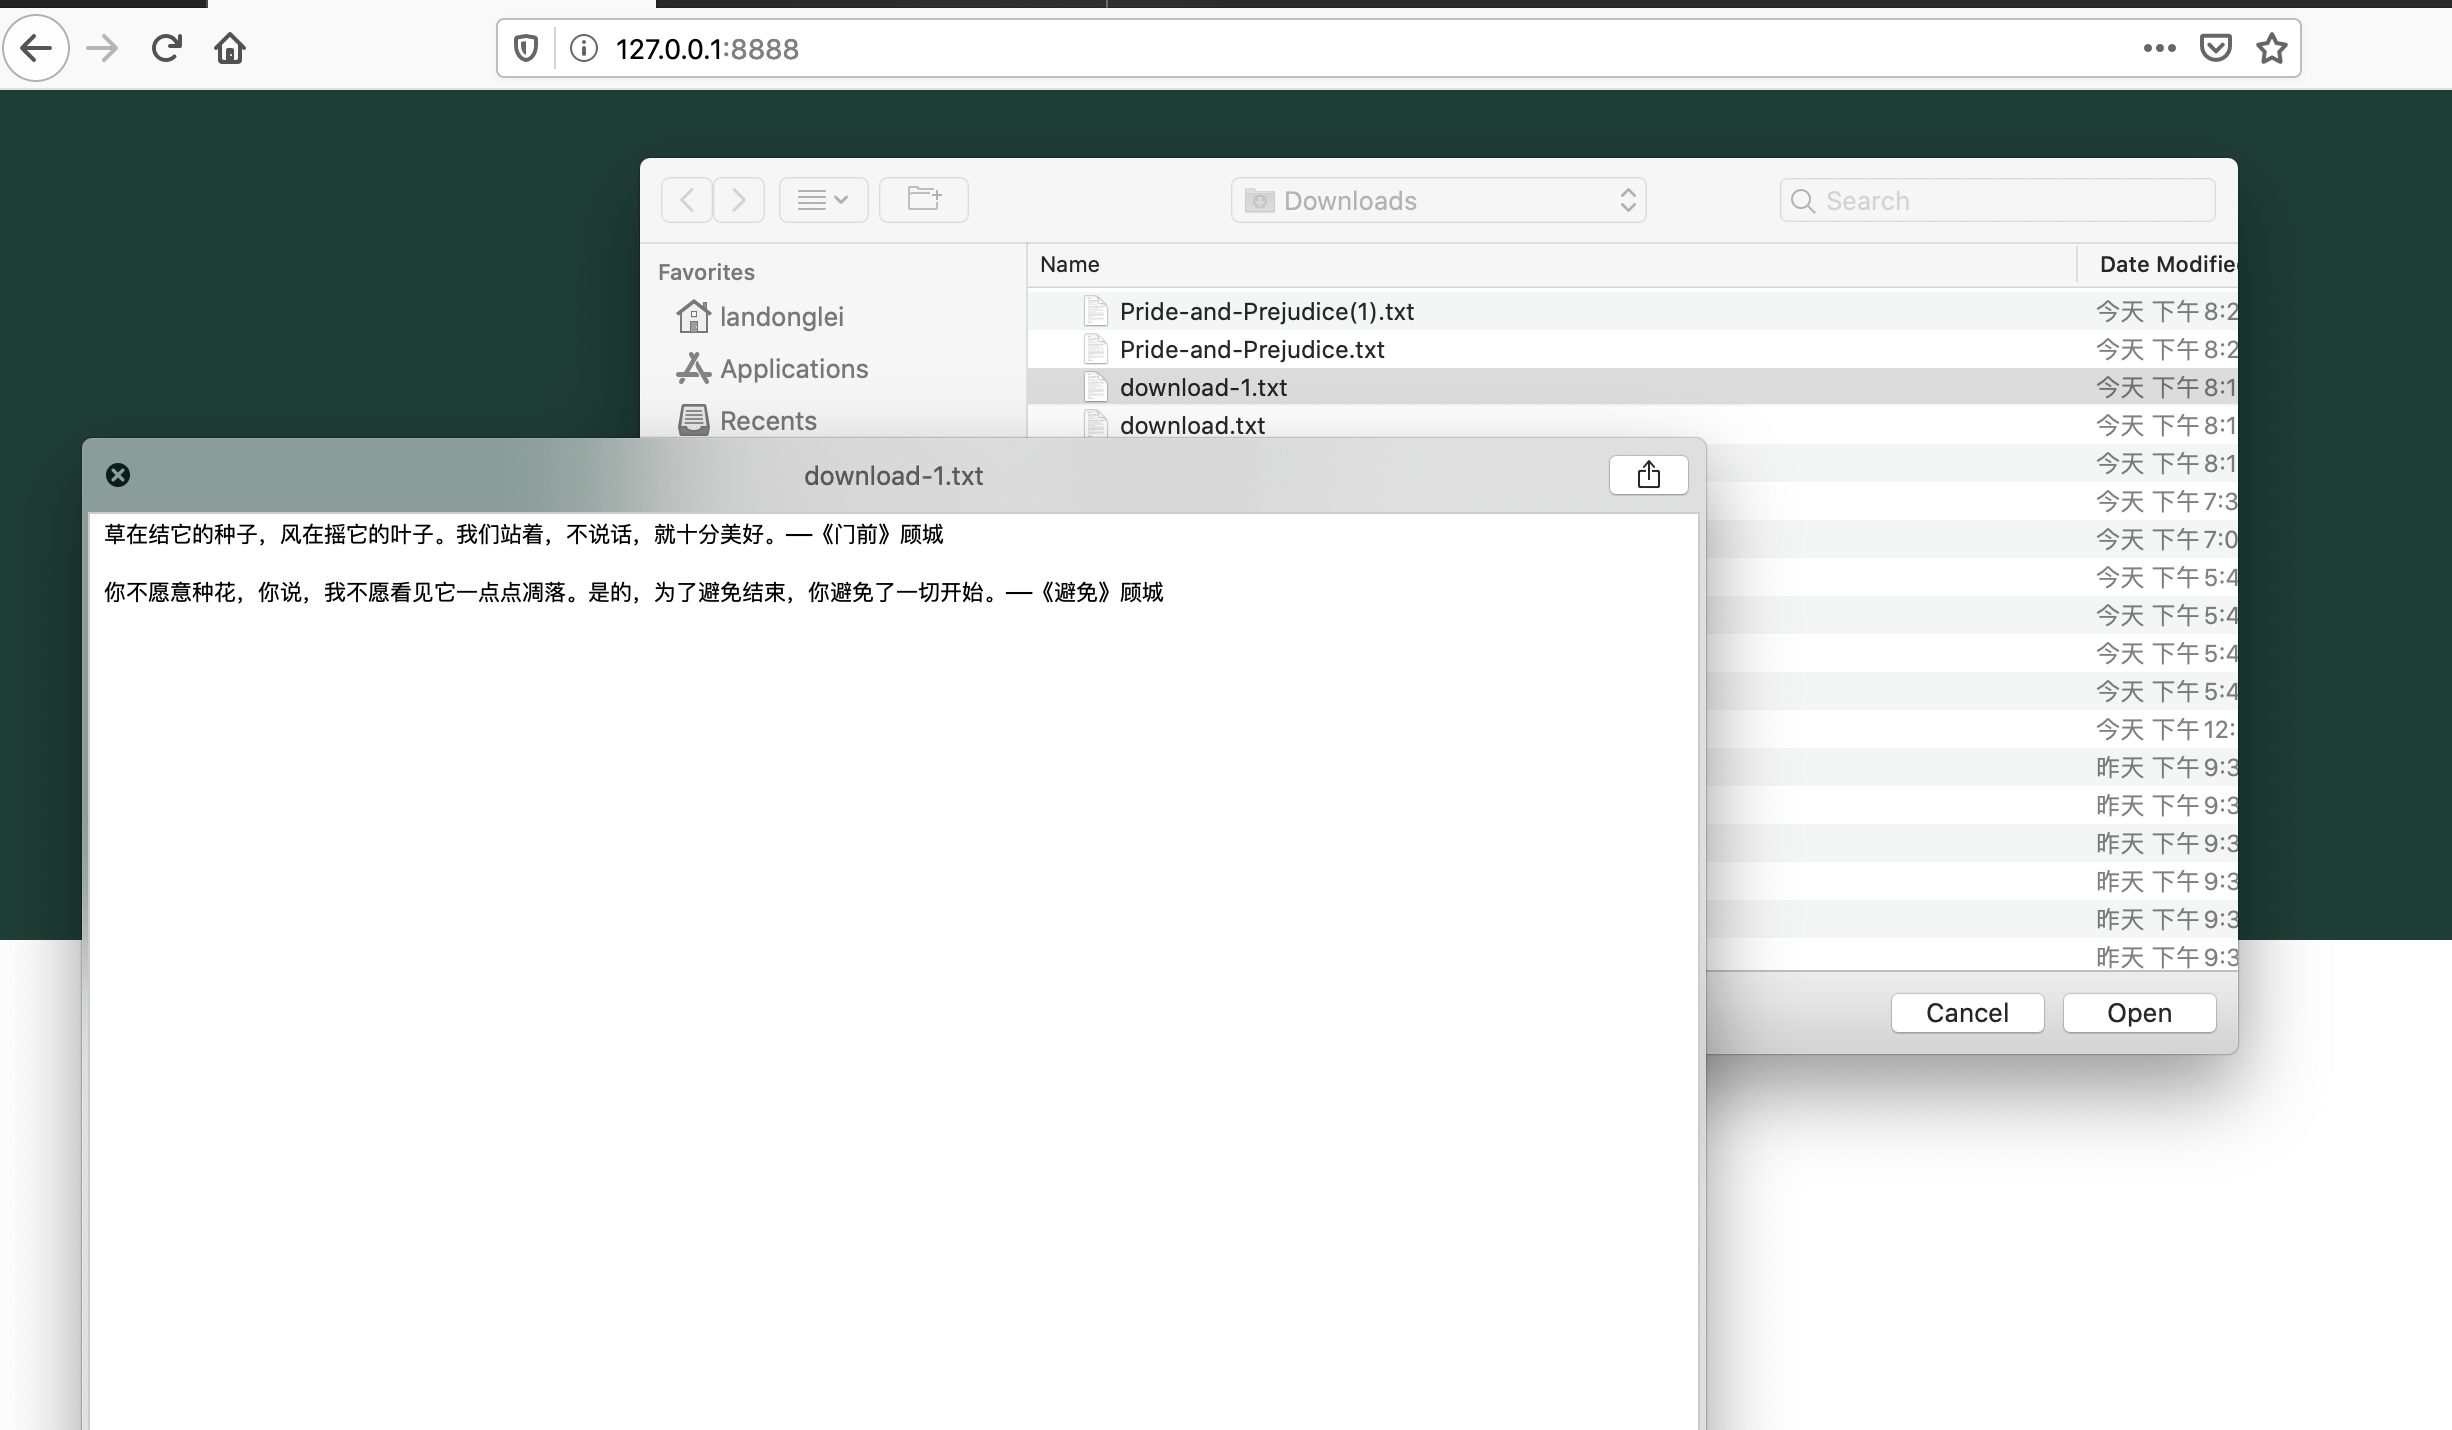 127.0.0.1:8888
Downloads
Search
Favorites
landonglei
Applications
Recents
Name
Date Modifie
Pride-and-Prejudice(1).txt
今天 下午8:2
Pride-and-Prejudice.txt
今天 下午8:2
download-1.txt
今天 下午8:1
download.txt
今天 下午8:1
今天 下午8:1
今天 下午7:3
今天 下午7:0
今天 下午5:4
今天 下午5:4
今天 下午5:4
今天 下午5:4
今天 下午12:
昨天 下午9:3
昨天 下午9:3
昨天 下午9:3
昨天 下午9:3
昨天 下午9:3
昨天 下午9:3
Cancel
Open
download-1.txt
草在结它的种子，风在摇它的叶子。我们站着，不说话，就十分美好。——《门前》顾城
你不愿意种花，你说，我不愿看见它一点点凋落。是的，为了避免结束，你避免了一切开始。——《避免》顾城